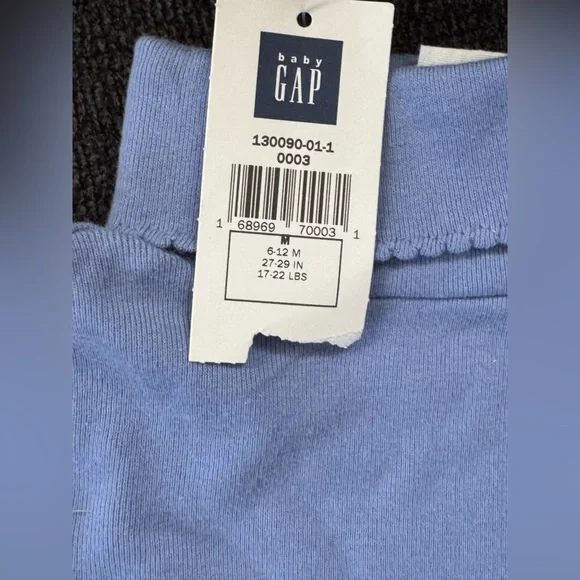 baby
GAP
130090-01-1
0003
1 68969 70003 1
M
6-12 M
27-29 IN
17-22 LBS